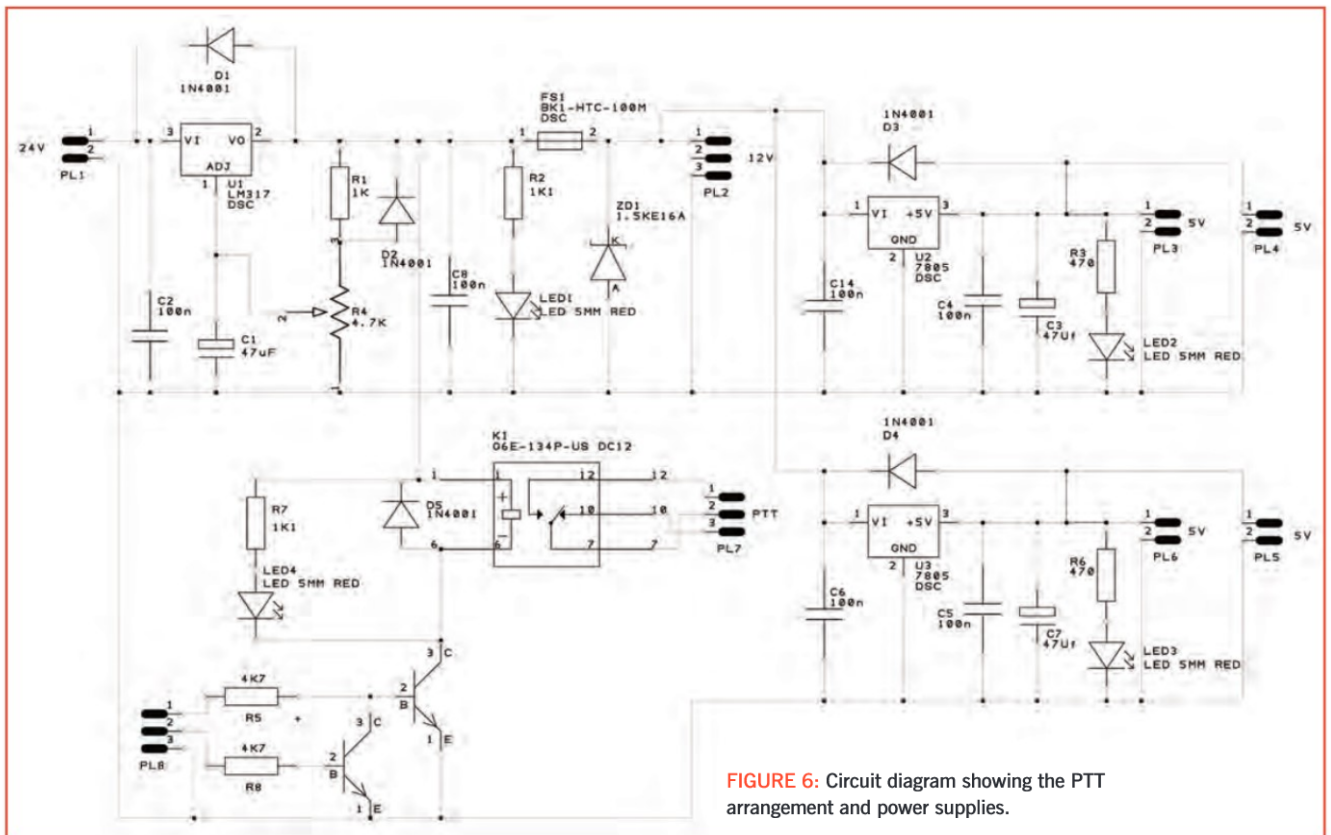 D1
1N4001
24V
1
2
PL1
3 VI VO 2
ADJ
1
U1
LM317
DSC
C2
100n
C1
47uF
R1
1K
3
2
R4
4.7K
1
D2
1N4001
C8
100n
FS1
BK1-HTC-100M
DSC
1 2
R2
1K1
LED1
LED 5MM RED
ZD1
1.5KE16A
K
A
1
2
3
12V
PL2
1N4001
D3
1 VI +5V 3
GND
2
U2
7805
DSC
C14
100n
C4
100n
C3
47Uf
R3
470
LED2
LED 5MM RED
1
2
5V
PL3
1
2
5V
PL4
K1
O6E-134P-US DC12
1 1 12 12
+
10 10
-
6 6 7 7
D5
1N4001
R7
1K1
LED4
LED 5MM RED
1
2
3
PTT
PL7
1N4001
D4
1 VI +5V 3
GND
2
U3
7805
DSC
C6
100n
C5
100n
C7
47Uf
R6
470
LED3
LED 5MM RED
1
2
5V
PL6
1
2
5V
PL5
1
2
3
PL8
4K7
R5
+
4K7
R8
3 C
2
B
1 E
3 C
2
B
1 E
FIGURE 6: Circuit diagram showing the PTT
arrangement and power supplies.